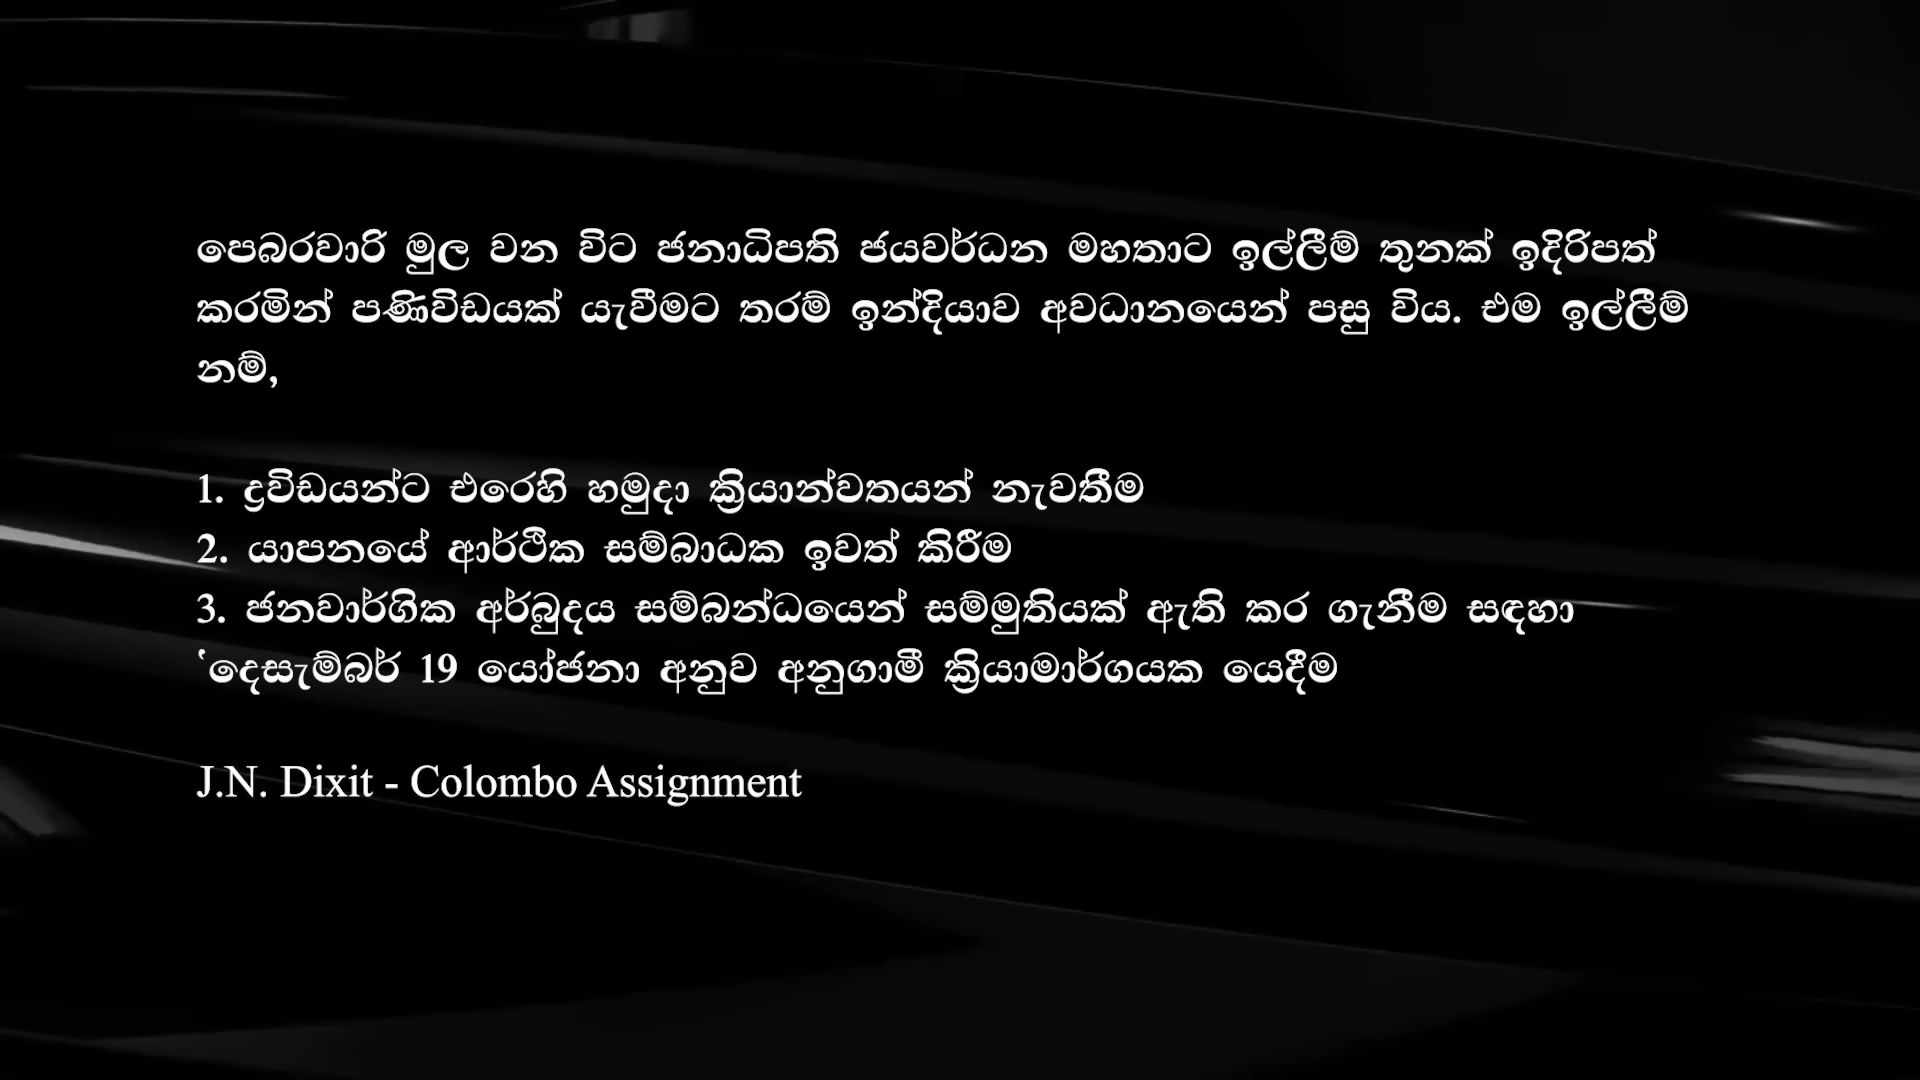 පෙබරවාරි මුල වන විට ජනාධිපති ජයවර්ධන මහතාට ඉල්ලීම් තුනක් ඉදිරිපත්
කරමින් පණිවිඩයක් යැවීමට තරම් ඉන්දියාව අවධානයෙන් පසු විය. එම ඉල්ලීම්
නම්,
1. ද්‍රවිඩයන්ට එරෙහි හමුදා ක්‍රියාන්වතයන් නැවතීම
2. යාපනයේ ආර්ථික සම්බාධක ඉවත් කිරීම
3. ජනවාර්ගික අර්බුදය සම්බන්ධයෙන් සම්මුතියක් ඇති කර ගැනීම සඳහා
‛දෙසැම්බර් 19 යෝජනා අනුව අනුගාමී ක්‍රියාමාර්ගයක යෙදීම
J.N. Dixit - Colombo Assignment